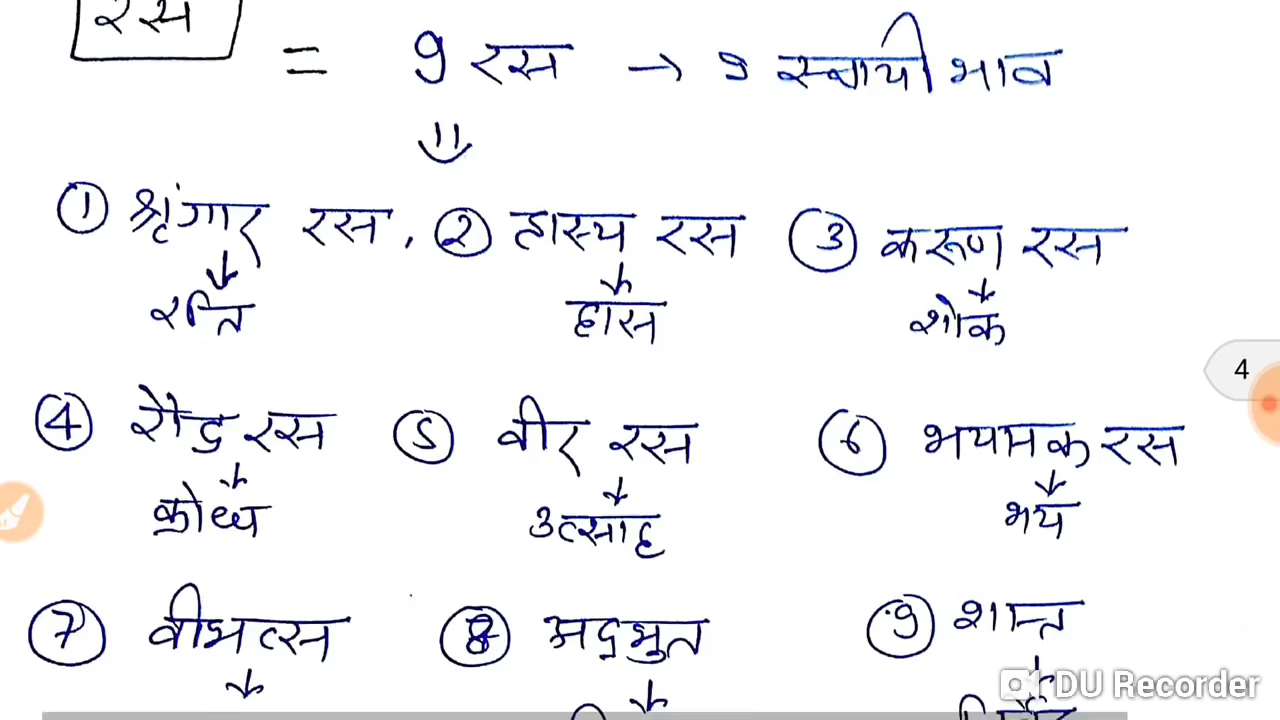 रस
= 9 रस → 9 स्थायी भाव
① श्रृंगार रस, ② हास्य रस ③ करूण रस
रति हास शोक
④ रौद्र रस ⑤ वीर रस ⑥ भयानक रस
क्रोध उत्साह भय
4
⑦ वीभत्स ⑧ अद्भुत ⑨ शान्त
DU Recorder